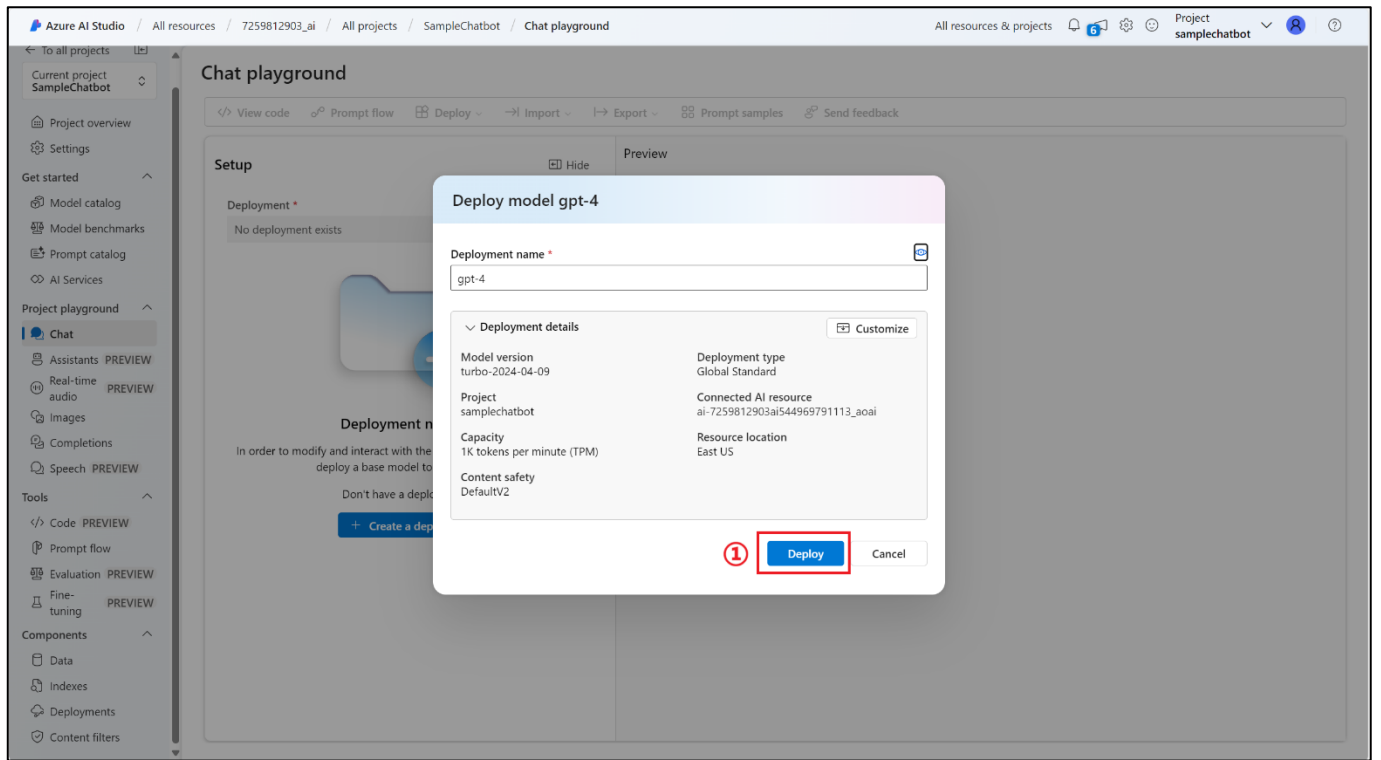 Azure AI Studio / All resources / 7259812903_ai / All projects / SampleChatbot / Chat playground
All resources & projects
6
Project
samplechatbot
To all projects
Current project
SampleChatbot
Project overview
Settings
Get started
Model catalog
Model benchmarks
Prompt catalog
AI Services
Project playground
Chat
Assistants PREVIEW
Real-time
audio
PREVIEW
Images
Completions
Speech PREVIEW
Tools
Code PREVIEW
Prompt flow
Evaluation PREVIEW
Fine-
tuning
PREVIEW
Components
Data
Indexes
Deployments
Content filters
Chat playground
View code Prompt flow Deploy Import Export Prompt samples Send feedback
Setup
Hide
Deployment *
No deployment exists
Deployment n
In order to modify and interact with the
deploy a base model to
Don't have a deplo
+ Create a dep
Preview
Deploy model gpt-4
Deployment name *
gpt-4
Deployment details
Customize
Model version
turbo-2024-04-09
Deployment type
Global Standard
Project
samplechatbot
Connected AI resource
ai-7259812903ai544969791113_aoai
Capacity
1K tokens per minute (TPM)
Resource location
East US
Content safety
DefaultV2
① Deploy Cancel